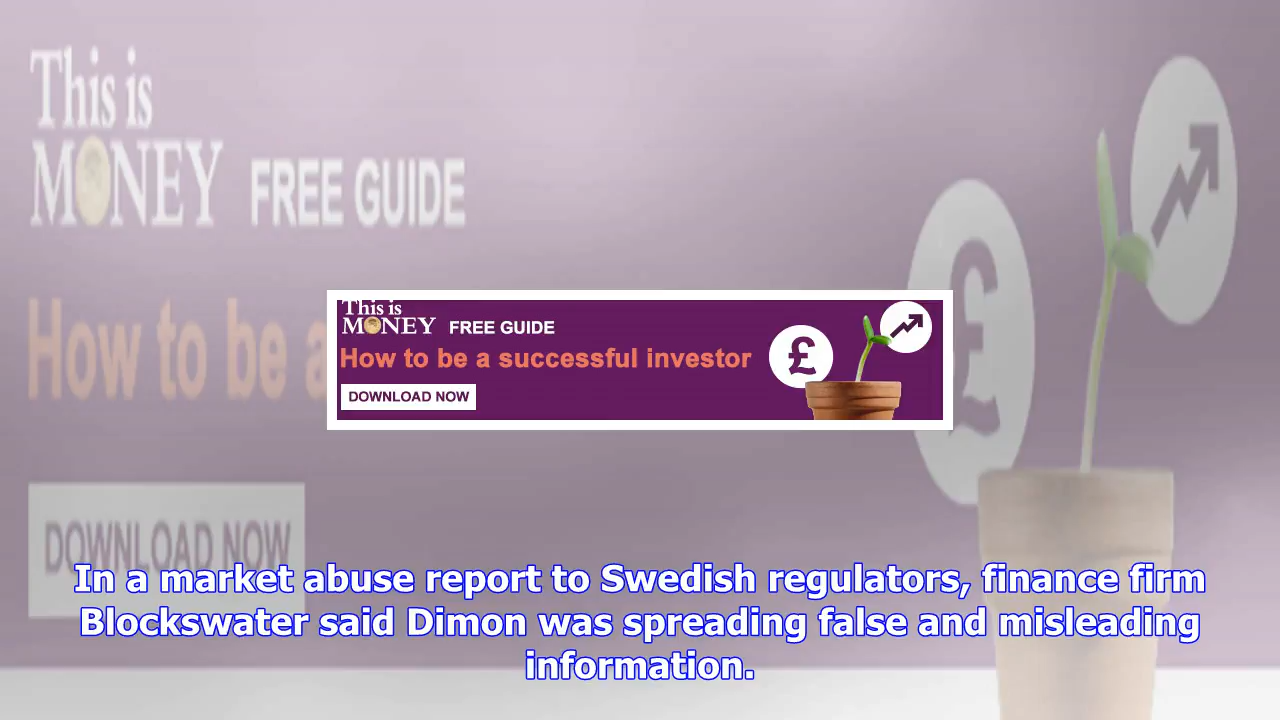 This is
MONEY FREE GUIDE
How to be a
DOWNLOAD NOW
This is
MONEY FREE GUIDE
How to be a successful investor
DOWNLOAD NOW
£
£
In a market abuse report to Swedish regulators, finance firm
Blockswater said Dimon was spreading false and misleading
information.